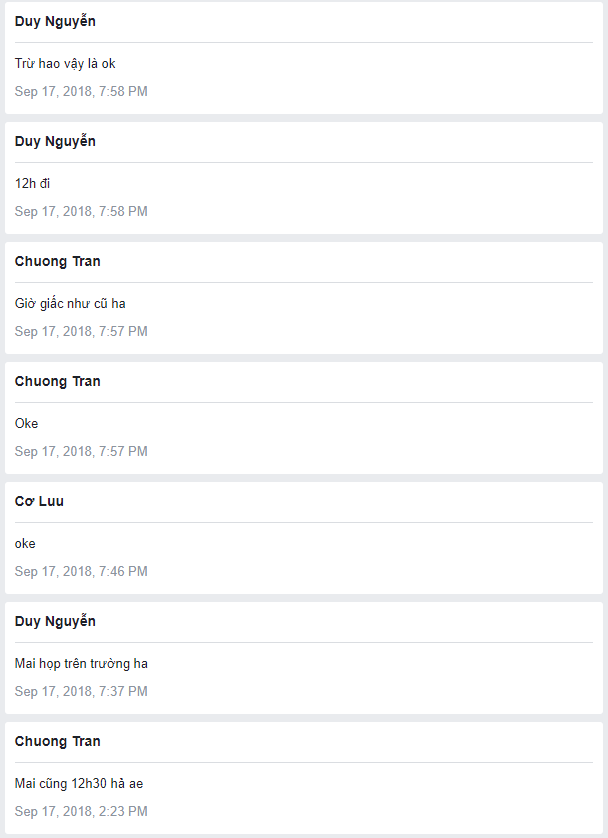 Duy Nguyễn
Trừ hao vậy là ok
Sep 17, 2018, 7:58 PM
Duy Nguyễn
12h đi
Sep 17, 2018, 7:58 PM
Chuong Tran
Giờ giấc như cũ ha
Sep 17, 2018, 7:57 PM
Chuong Tran
Oke
Sep 17, 2018, 7:57 PM
Cơ Luu
oke
Sep 17, 2018, 7:46 PM
Duy Nguyễn
Mai họp trên trường ha
Sep 17, 2018, 7:37 PM
Chuong Tran
Mai cũng 12h30 hả ae
Sep 17, 2018, 2:23 PM